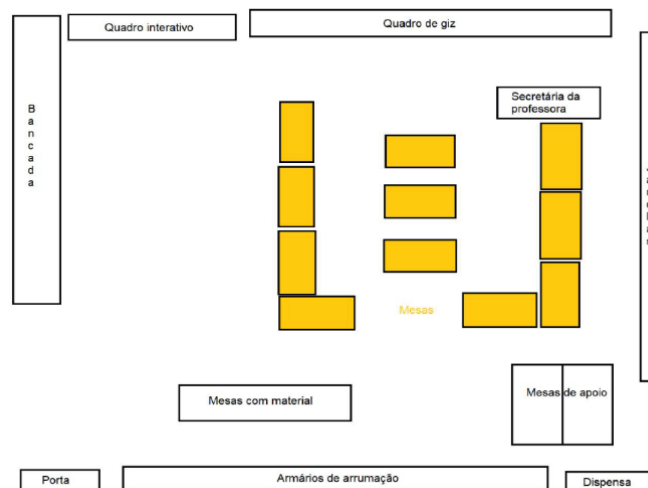 Quadro interativo
Quadro de giz
Bancada
Secretária da
professora
Mesas
Mesas com material
Mesas de apoio
Porta
Armários de arrumação
Dispensa